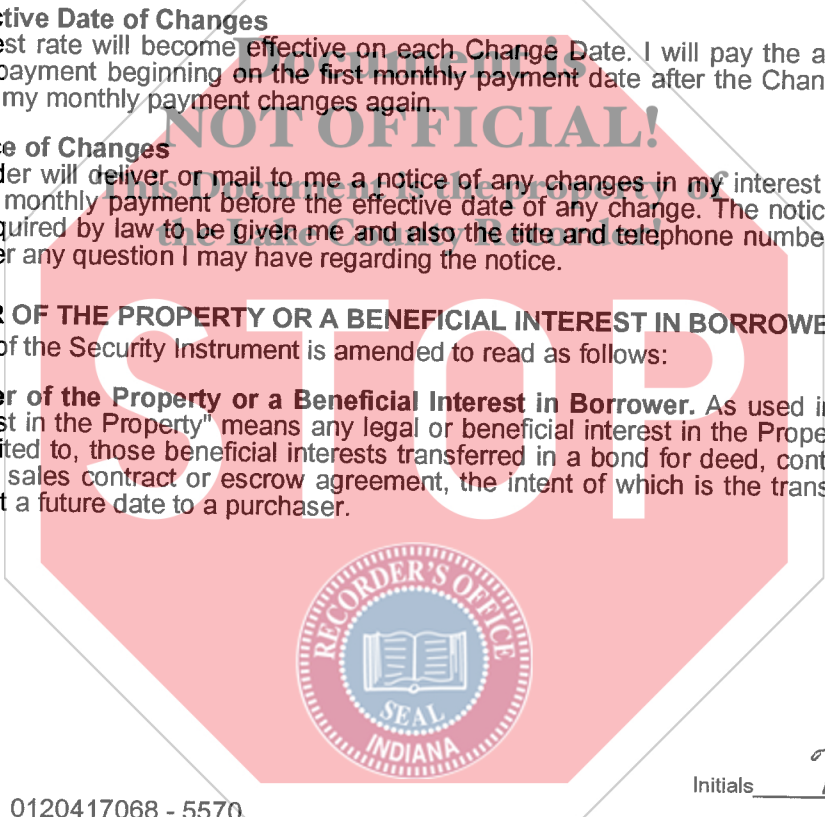 ctive Date of Changes
est rate will become effective on each Change Date. I will pay the a
payment beginning on the first monthly payment date after the Chan
my monthly payment changes again.
ce of Changes
der will deliver or mail to me a notice of any changes in my interest
monthly payment before the effective date of any change. The notic
quired by law to be given me and also the title and telephone numbe
er any question I may have regarding the notice.
R OF THE PROPERTY OR A BENEFICIAL INTEREST IN BORROWE
of the Security Instrument is amended to read as follows:
er of the Property or a Beneficial Interest in Borrower. As used in
st in the Property" means any legal or beneficial interest in the Prope
ited to, those beneficial interests transferred in a bond for deed, cont
sales contract or escrow agreement, the intent of which is the trans
t a future date to a purchaser.
Document is
NOT OFFICIAL!
This Document is the property of
the Lake County Recorder!
STOP
RECORDER'S OFFICE
SEAL
INDIANA
Initials
0120417068 - 5570